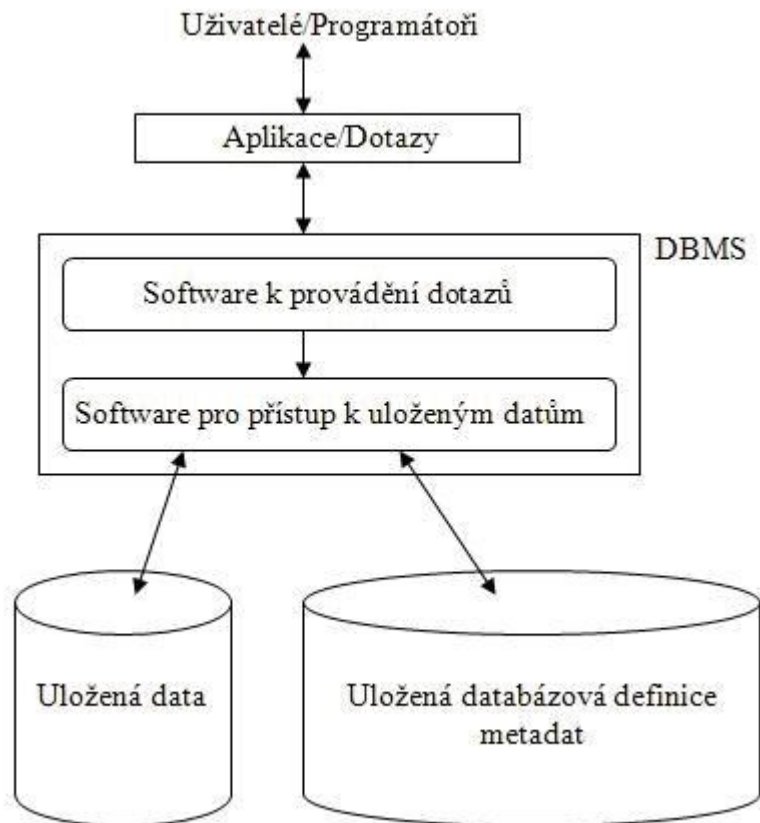 Uživatelé/Programátoři
Aplikace/Dotazy
DBMS
Software k provádění dotazů
Software pro přístup k uloženým datům
Uložená data
Uložená databázová definice
metadat